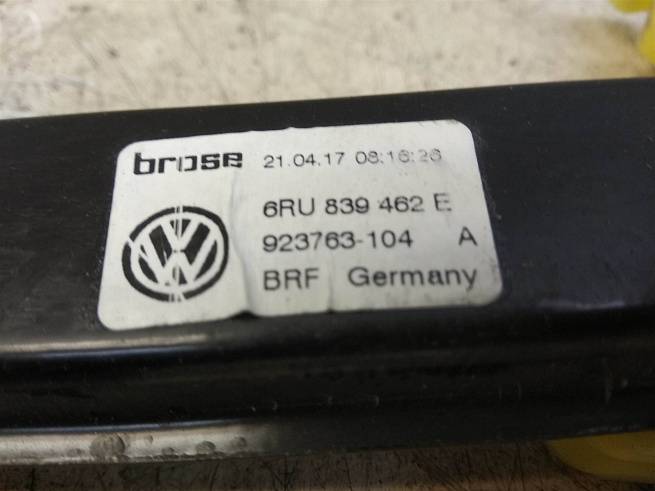 brose 21.04.17 08:16:26
6RU 839 462 E
923763-104 A
BRF Germany